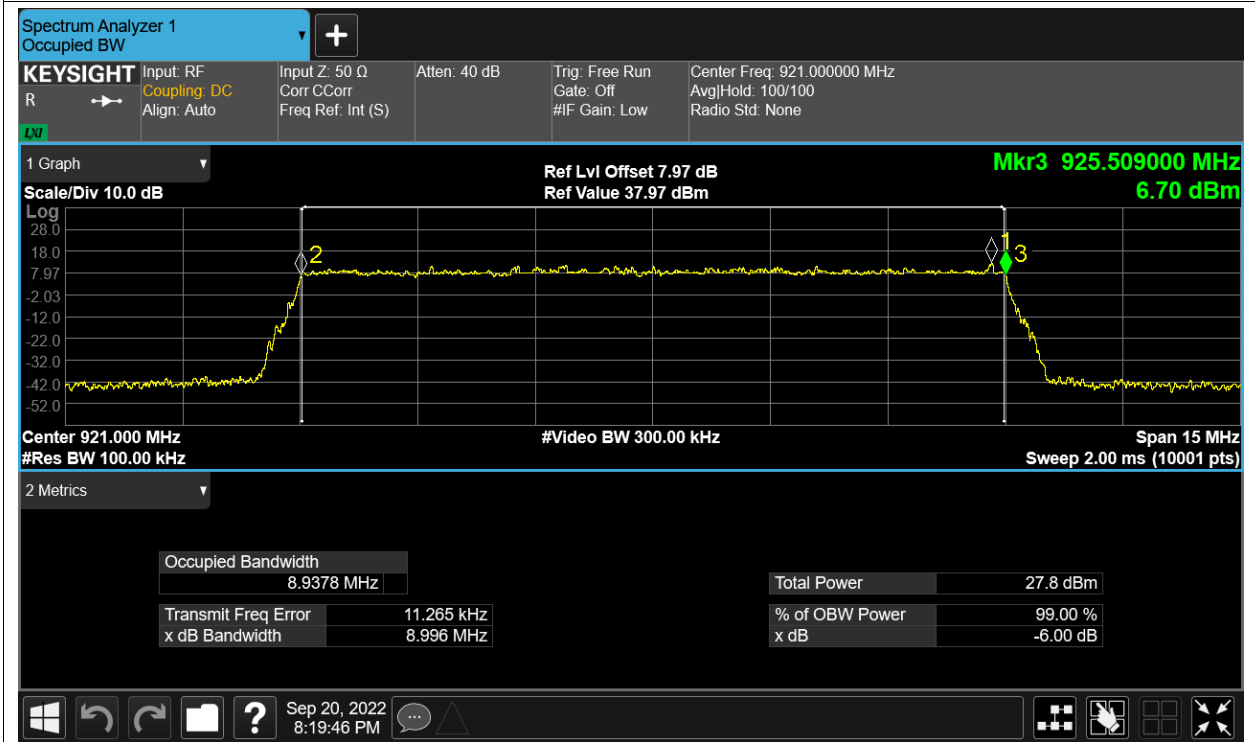 Spectrum Analyzer 1
Occupied BW
KEYSIGHT
R
LXI
Input: RF
Coupling: DC
Align: Auto
Input Z: 50 Ω
Corr CCorr
Freq Ref: Int (S)
Atten: 40 dB
Trig: Free Run
Gate: Off
#IF Gain: Low
Center Freq: 921.000000 MHz
Avg|Hold: 100/100
Radio Std: None
1 Graph
Scale/Div 10.0 dB
Ref Lvl Offset 7.97 dB
Ref Value 37.97 dBm
Mkr3 925.509000 MHz
6.70 dBm
Log
28.0
18.0
7.97
-2.03
-12.0
-22.0
-32.0
-42.0
-52.0
2
1
3
Center 921.000 MHz
#Res BW 100.00 kHz
#Video BW 300.00 kHz
Span 15 MHz
Sweep 2.00 ms (10001 pts)
2 Metrics
Occupied Bandwidth
8.9378 MHz
Transmit Freq Error 11.265 kHz
x dB Bandwidth 8.996 MHz
Total Power 27.8 dBm
% of OBW Power 99.00 %
x dB -6.00 dB
?
Sep 20, 2022
8:19:46 PM